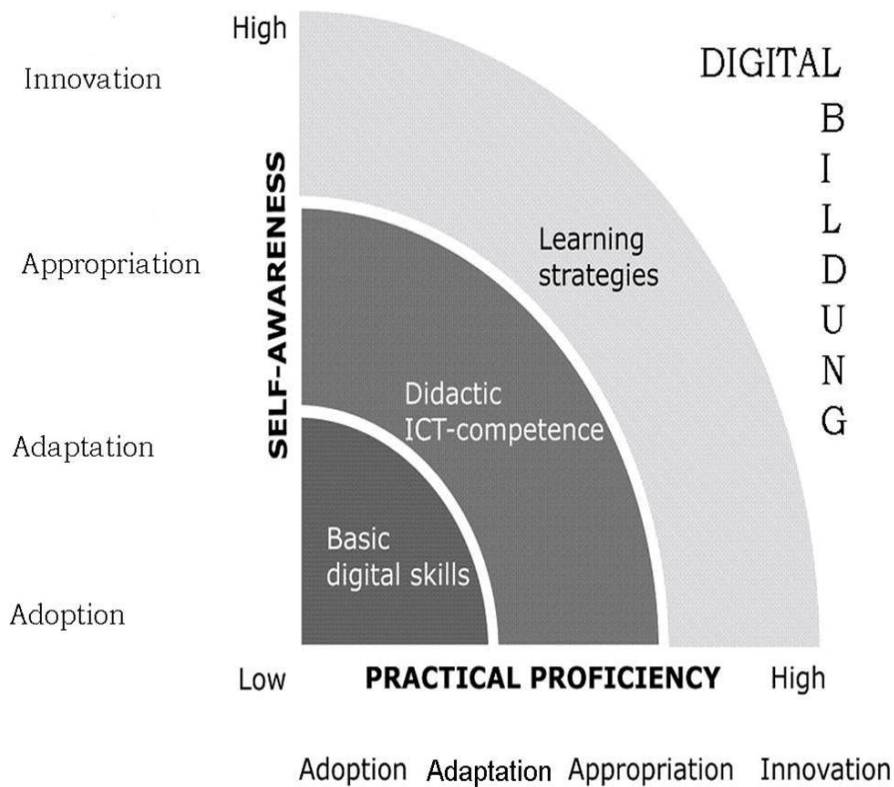 High
Innovation
DIGITAL
B
I
L
D
U
N
G
SELF-AWARENESS
Learning
strategies
Appropriation
Didactic
ICT-competence
Adaptation
Basic
digital skills
Adoption
Low
PRACTICAL PROFICIENCY
High
Adoption
Adaptation
Appropriation
Innovation